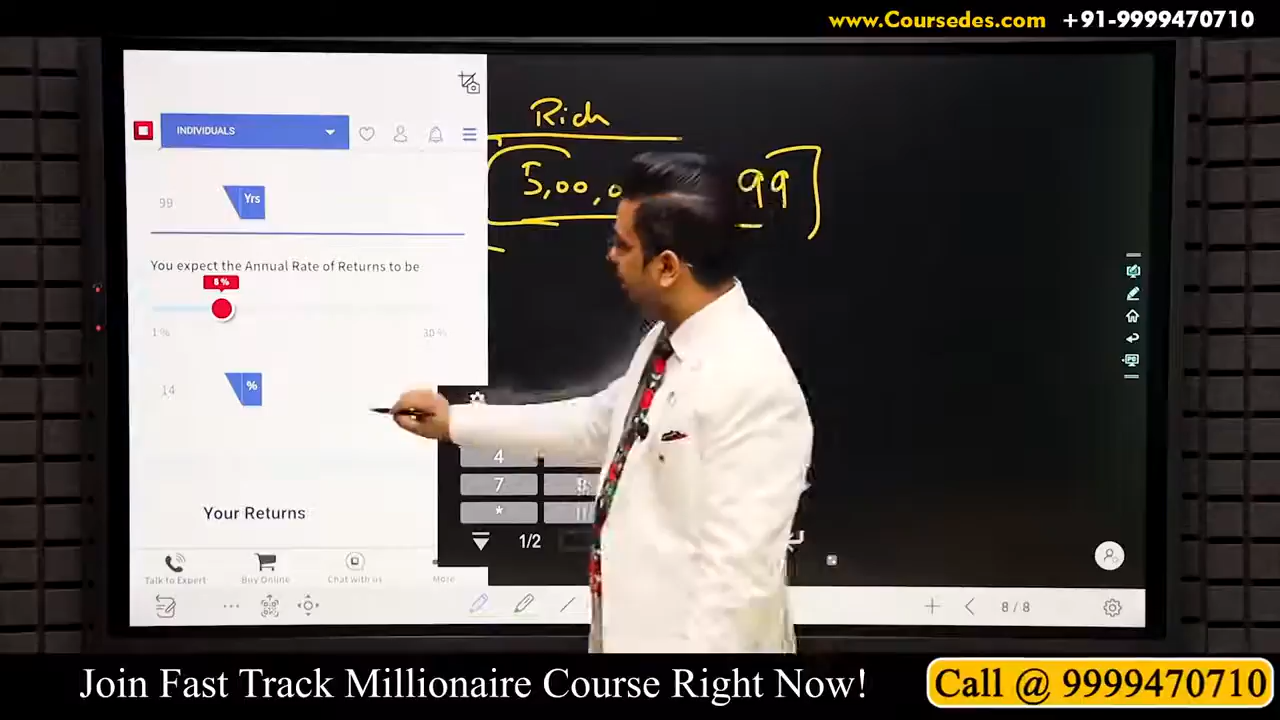 www.Coursedes.com +91-9999470710
INDIVIDUALS
Rich
5,00,0
99
99 Yrs
You expect the Annual Rate of Returns to be
1 %
30 %
14 %
4
7
*
1/2
Your Returns
Talk to Expert
Buy Online
Chat with us
More
8 / 8
Join Fast Track Millionaire Course Right Now!
Call @ 9999470710